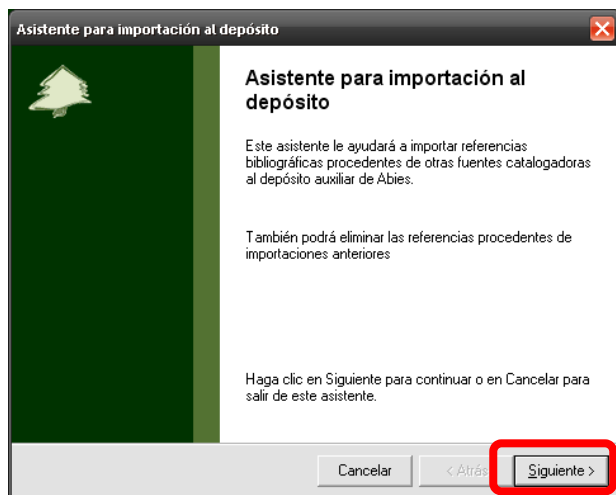 Asistente para importación al depósito
Asistente para importación al
depósito
Este asistente le ayudará a importar referencias
bibliográficas procedentes de otras fuentes catalogadoras
al depósito auxiliar de Abies.
También podrá eliminar las referencias procedentes de
importaciones anteriores
Haga clic en Siguiente para continuar o en Cancelar para
salir de este asistente.
Cancelar < Atrás Siguiente >